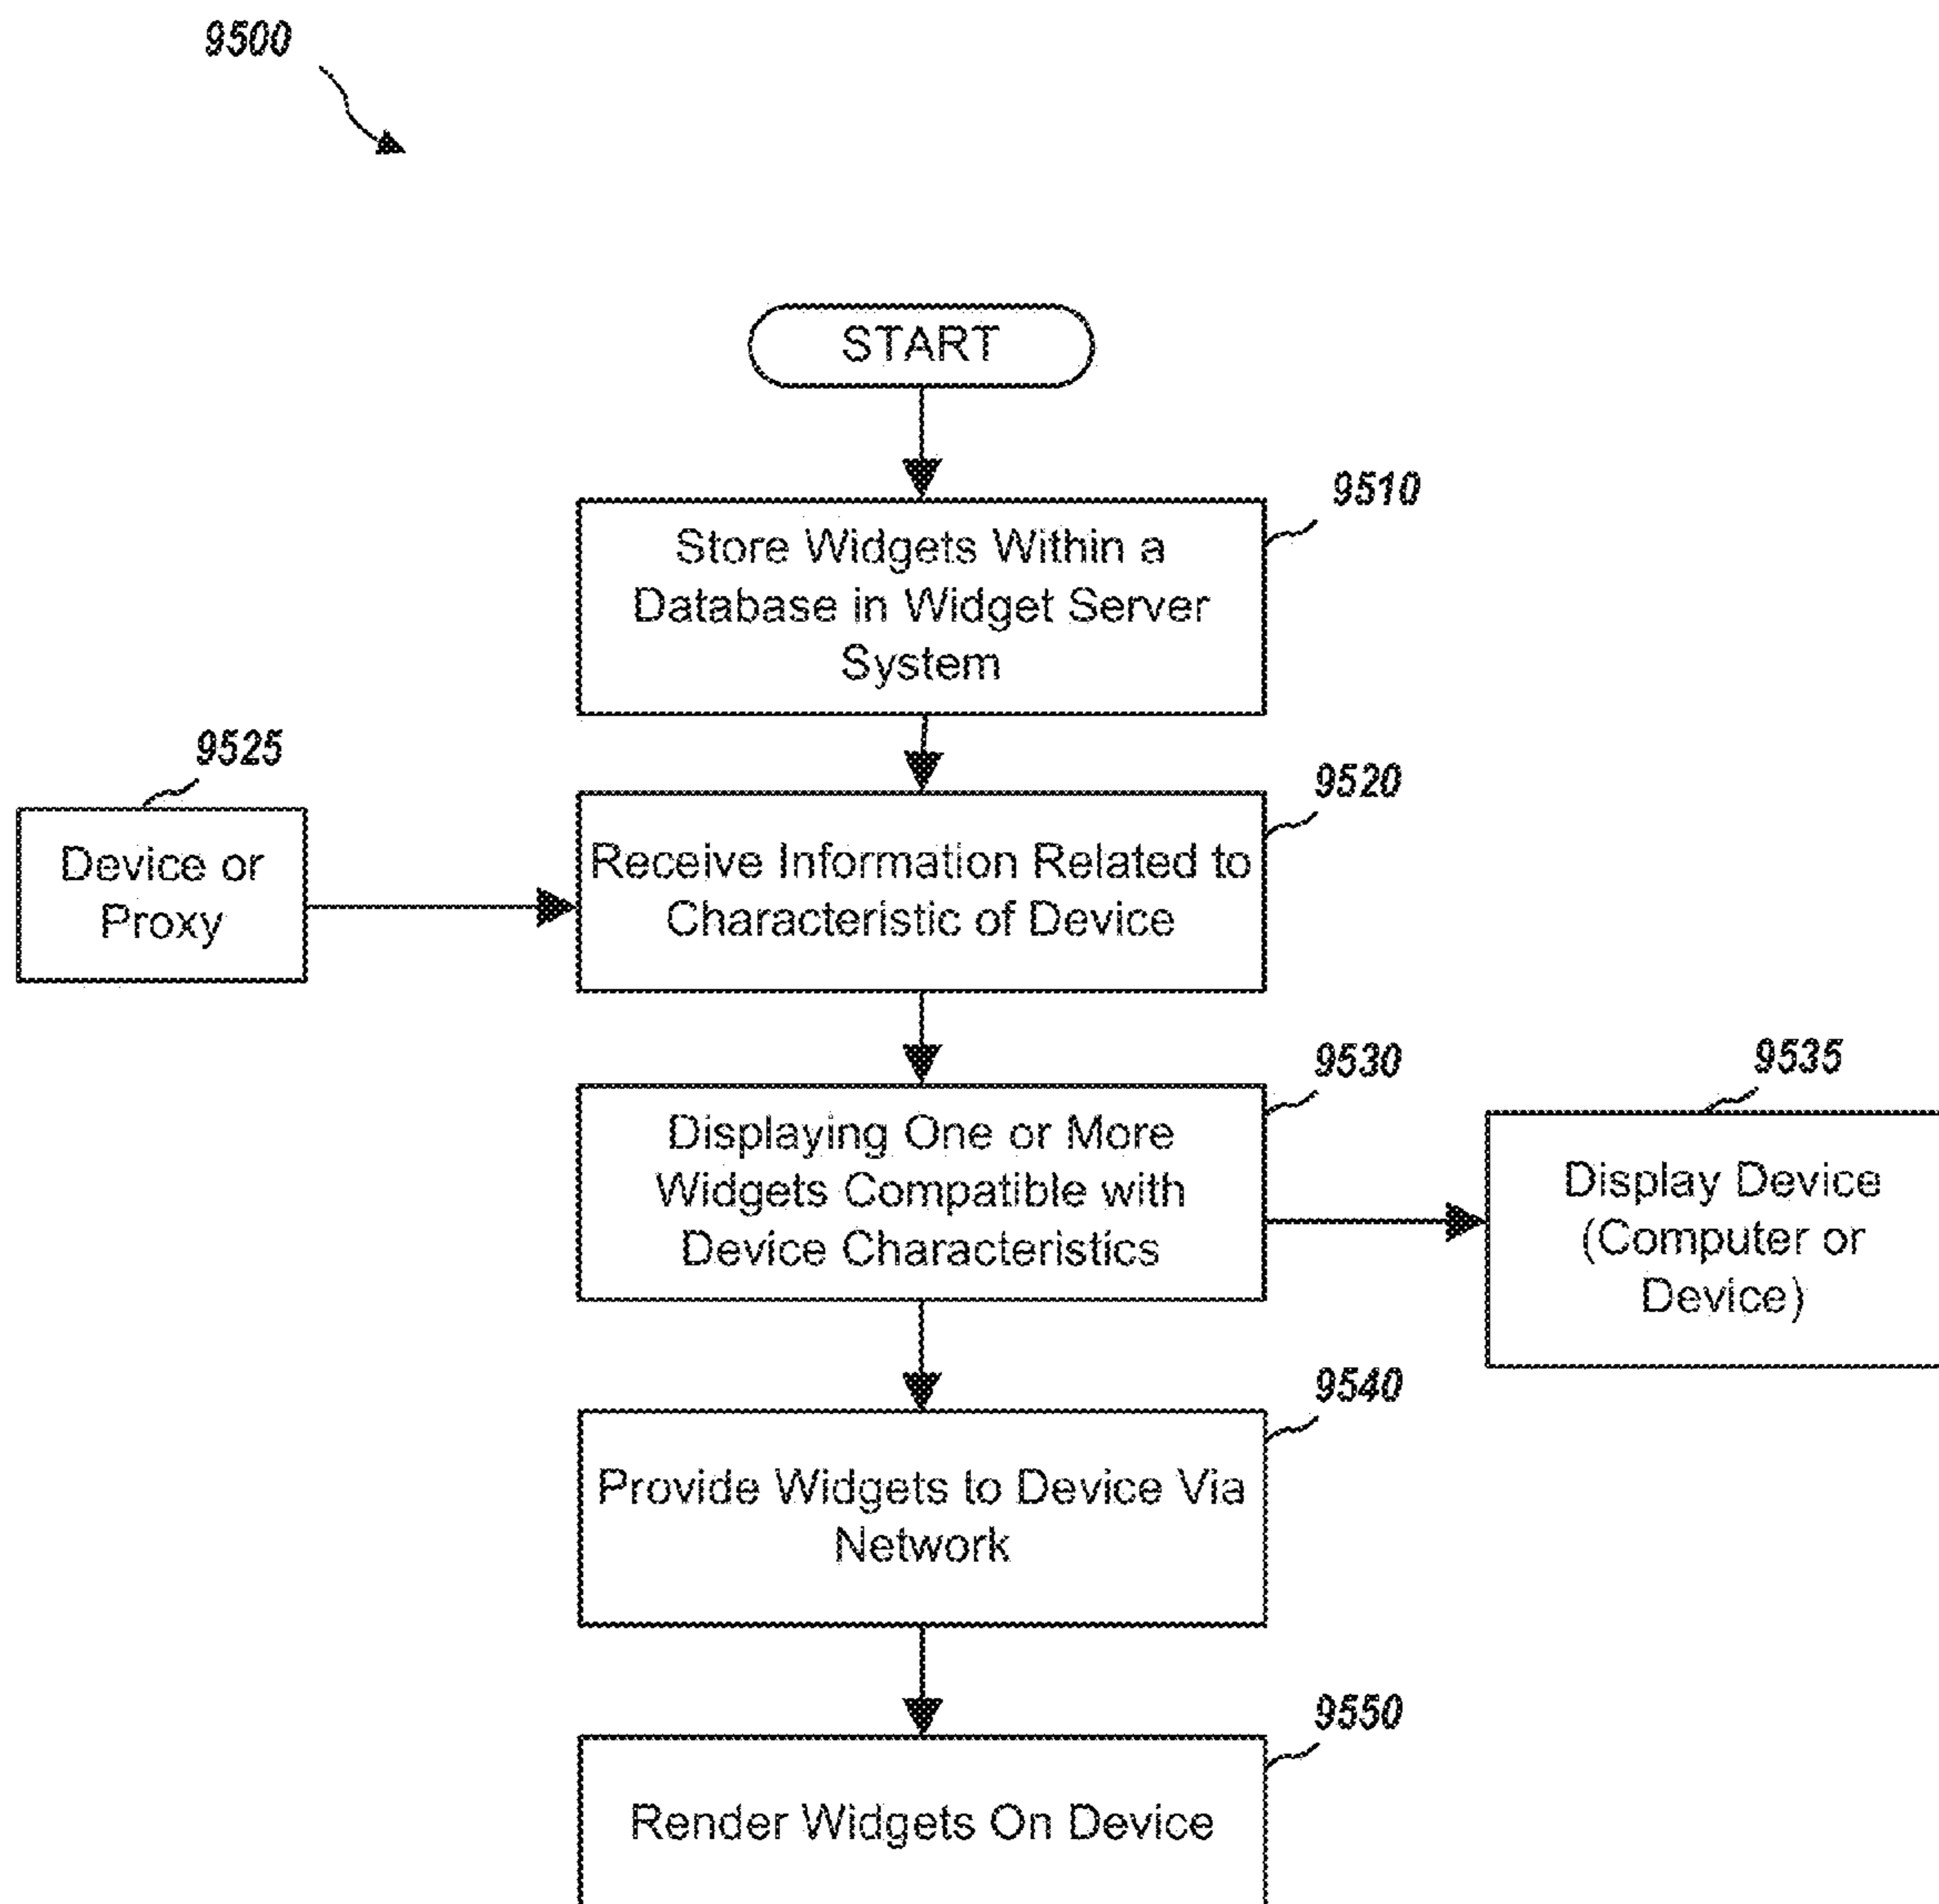 9500
START
9510
Store Widgets Within a
Database in Widget Server
System
9525
Device or
Proxy
9520
Receive Information Related to
Characteristic of Device
9530
Displaying One or More
Widgets Compatible with
Device Characteristics
9535
Display Device
(Computer or
Device)
9540
Provide Widgets to Device Via
Network
9550
Render Widgets On Device